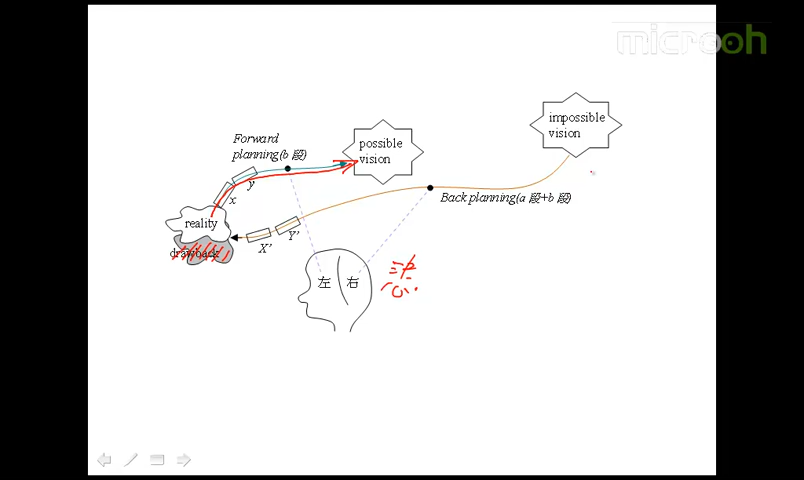 microoh
Forward
planning(b 段)
possible
vision
impossible
vision
y
x
reality
drawback
X'
Y'
Back planning(a 段+b 段)
左
右